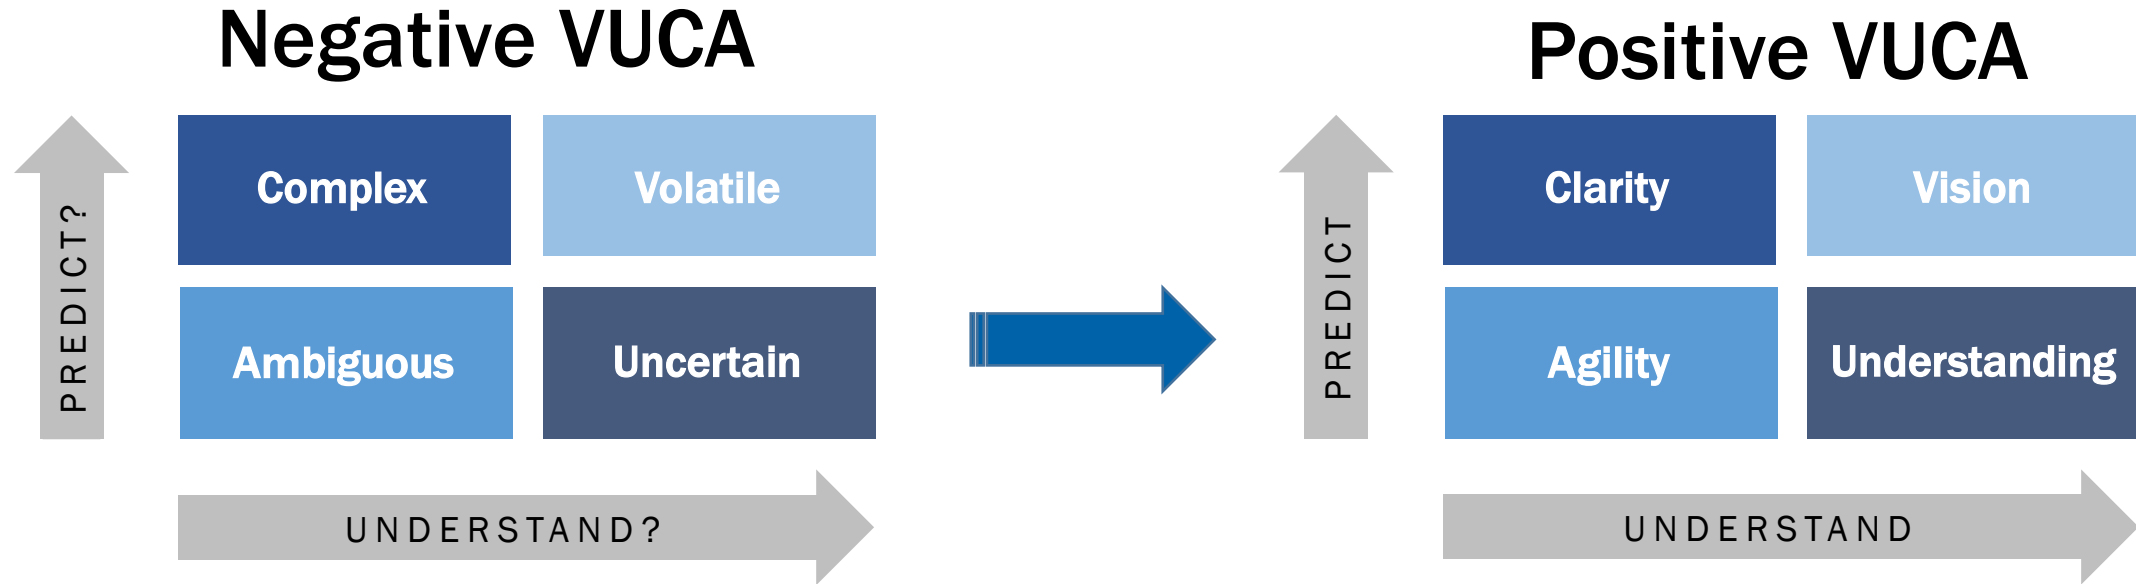 Negative VUCA
PREDICT?
Complex
Volatile
Ambiguous
Uncertain
UNDERSTAND?
Positive VUCA
PREDICT
Clarity
Vision
Agility
Understanding
UNDERSTAND